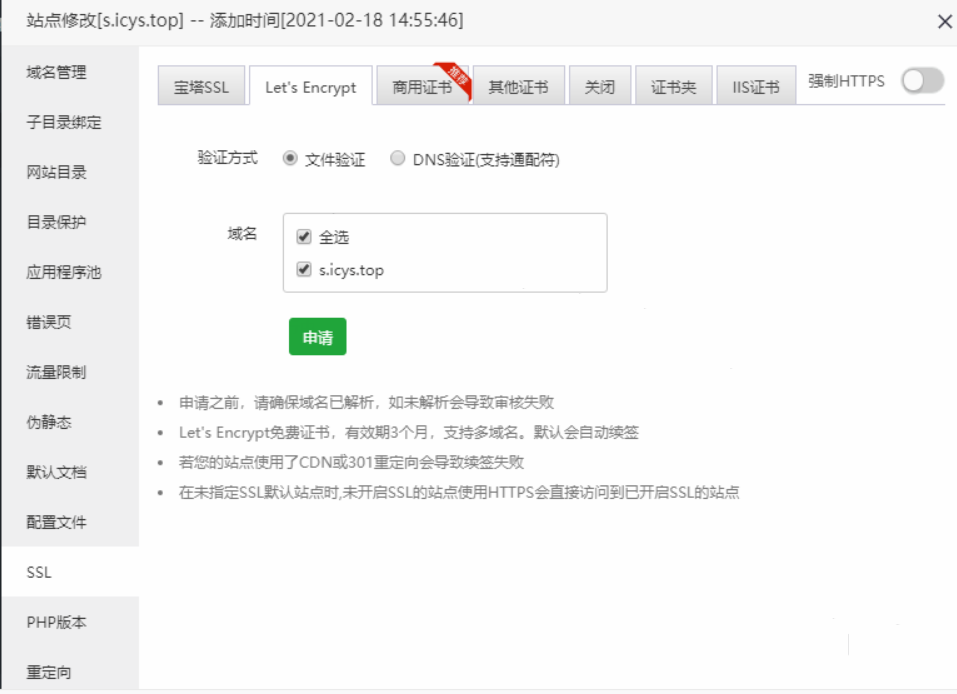 站点修改[s.icys.top] -- 添加时间[2021-02-18 14:55:46]
域名管理
子目录绑定
网站目录
目录保护
应用程序池
错误页
流量限制
伪静态
默认文档
配置文件
SSL
PHP版本
重定向
宝塔SSL Let's Encrypt 商用证书 推荐 其他证书 关闭 证书夹 IIS证书 强制HTTPS
验证方式 文件验证 DNS验证(支持通配符)
域名 全选
s.icys.top
申请
申请之前，请确保域名已解析，如未解析会导致审核失败
Let's Encrypt免费证书，有效期3个月，支持多域名。默认会自动续签
若您的站点使用了CDN或301重定向会导致续签失败
在未指定SSL默认站点时,未开启SSL的站点使用HTTPS会直接访问到已开启SSL的站点